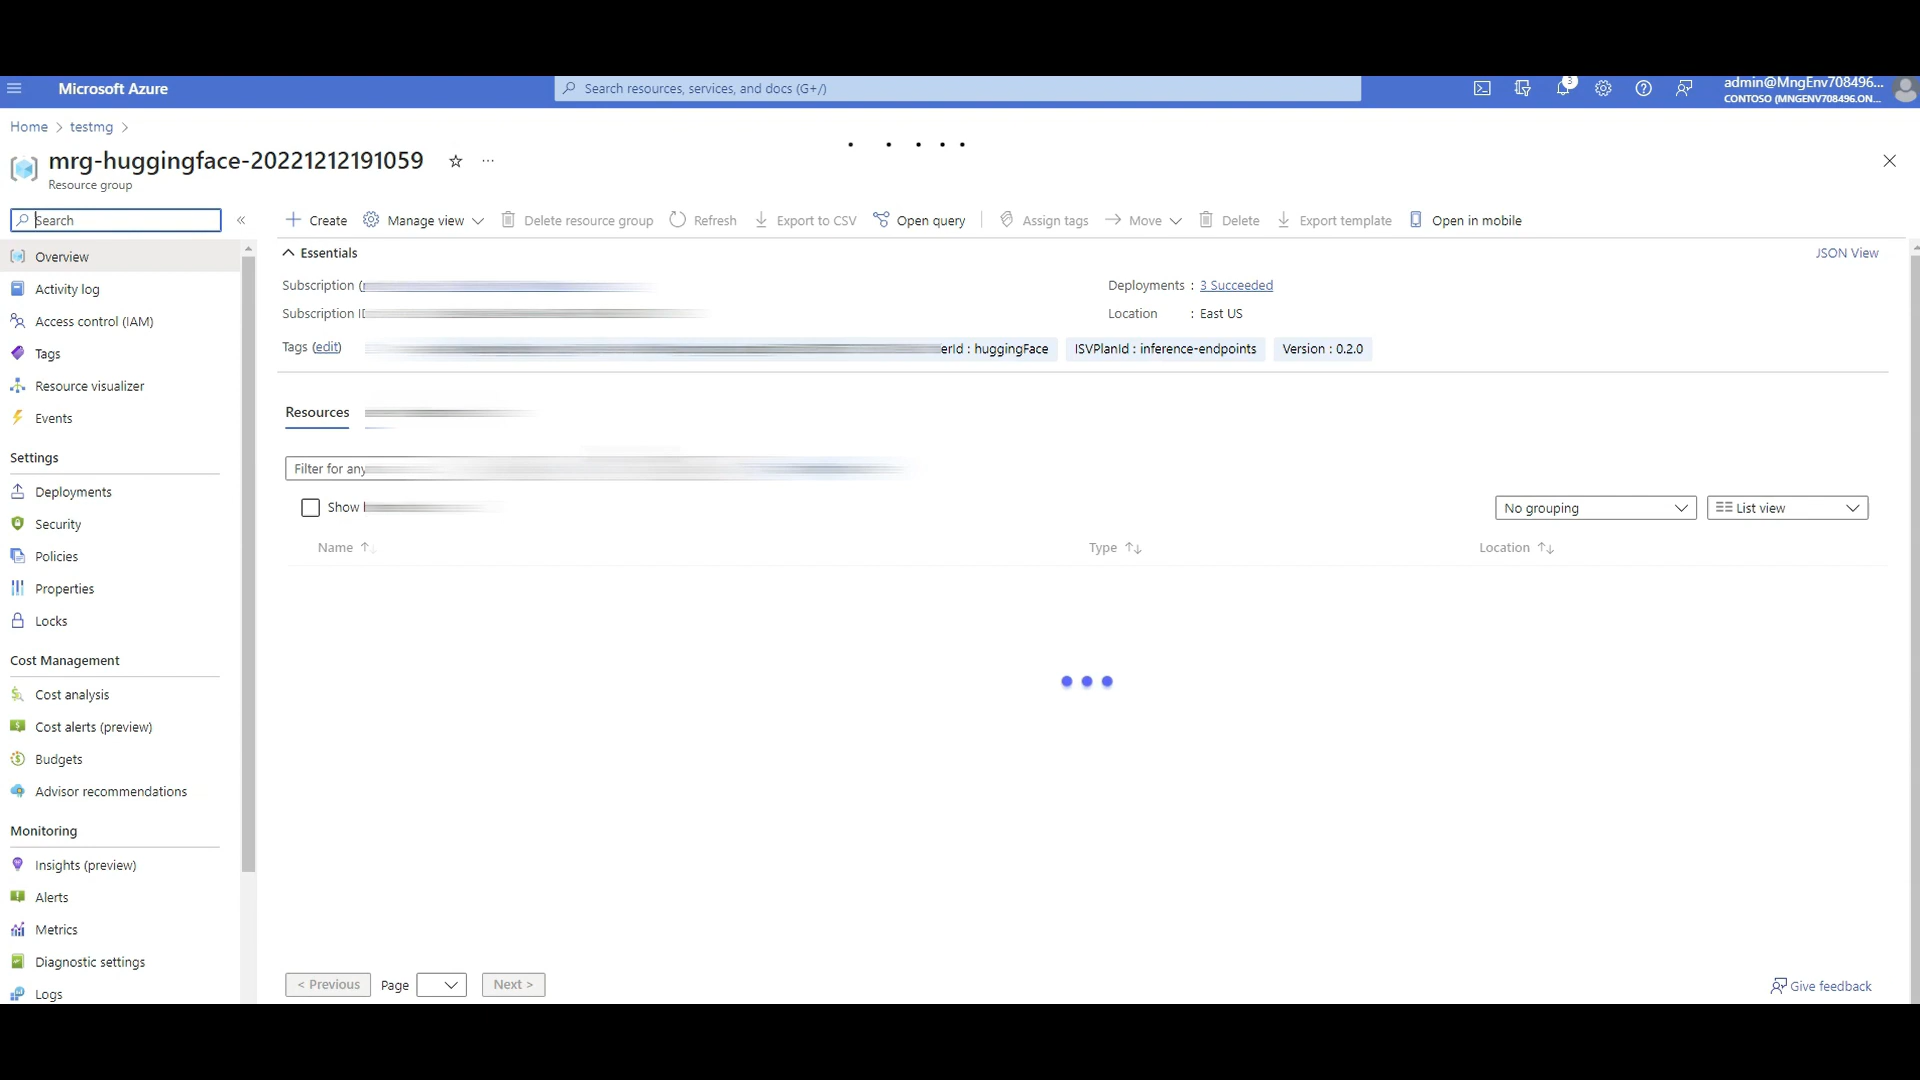 Microsoft Azure
Search resources, services, and docs (G+/)
3
admin@MngEnv708496...
CONTOSO (MNGENV708496.ON...
Home > testmg >
mrg-huggingface-20221212191059
Resource group
Search
«
Create
Manage view
Delete resource group
Refresh
Export to CSV
Open query
Assign tags
Move
Delete
Export template
Open in mobile
Overview
Activity log
Access control (IAM)
Tags
Resource visualizer
Events
Settings
Deployments
Security
Policies
Properties
Locks
Cost Management
Cost analysis
Cost alerts (preview)
Budgets
Advisor recommendations
Monitoring
Insights (preview)
Alerts
Metrics
Diagnostic settings
Logs
Essentials
JSON View
Subscription
Deployments : 3 Succeeded
Subscription
Location : East US
Tags (edit)
erId : huggingFace
ISVPlanId : inference-endpoints
Version : 0.2.0
Resources
Filter for any
Show
No grouping
List view
Name
Type
Location
< Previous
Page
Next >
Give feedback